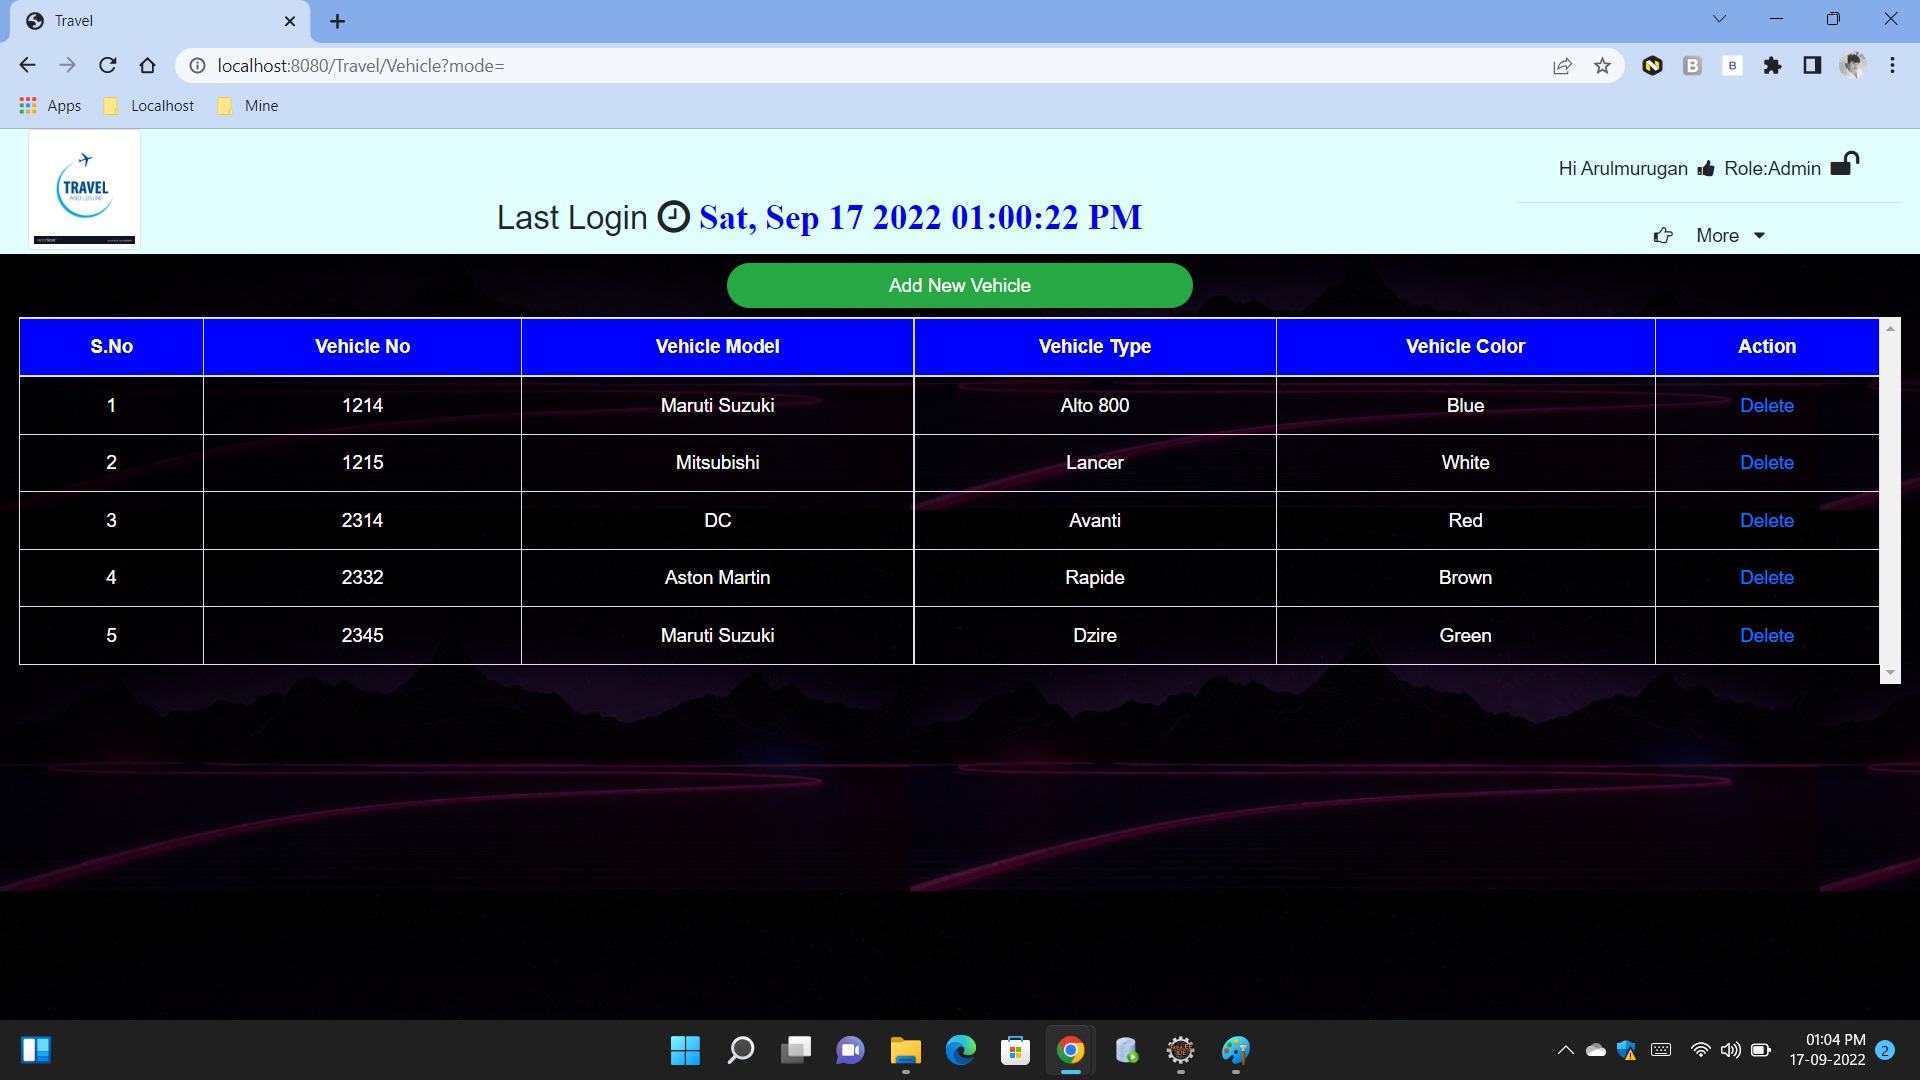 Travel
localhost:8080/Travel/Vehicle?mode=
Apps Localhost Mine
TRAVEL
AND LEISURE
Hi Arulmurugan Role:Admin
Last Login Sat, Sep 17 2022 01:00:22 PM
More
Add New Vehicle
S.No Vehicle No Vehicle Model Vehicle Type Vehicle Color Action
1 1214 Maruti Suzuki Alto 800 Blue Delete
2 1215 Mitsubishi Lancer White Delete
3 2314 DC Avanti Red Delete
4 2332 Aston Martin Rapide Brown Delete
5 2345 Maruti Suzuki Dzire Green Delete
01:04 PM
17-09-2022
2